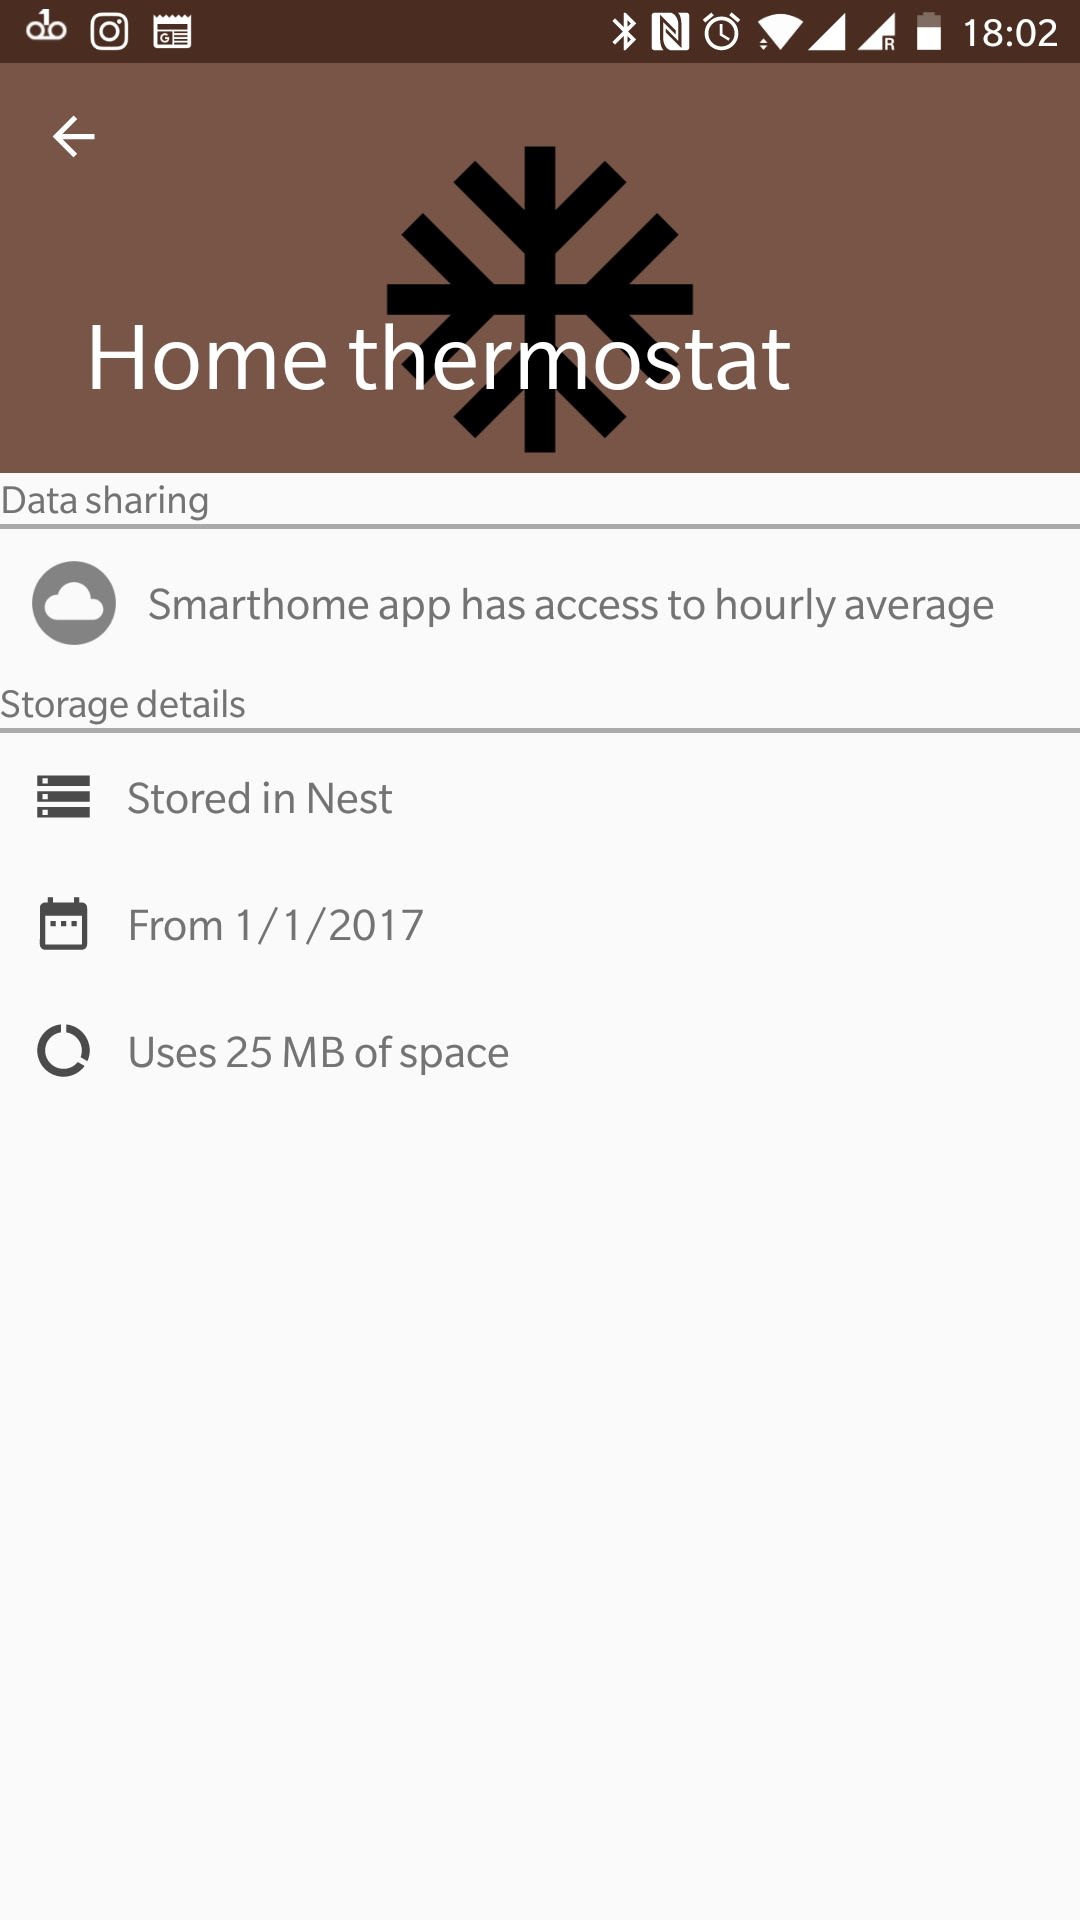 18:02
Home thermostat
Data sharing
Smarthome app has access to hourly average
Storage details
Stored in Nest
From 1/1/2017
Uses 25 MB of space